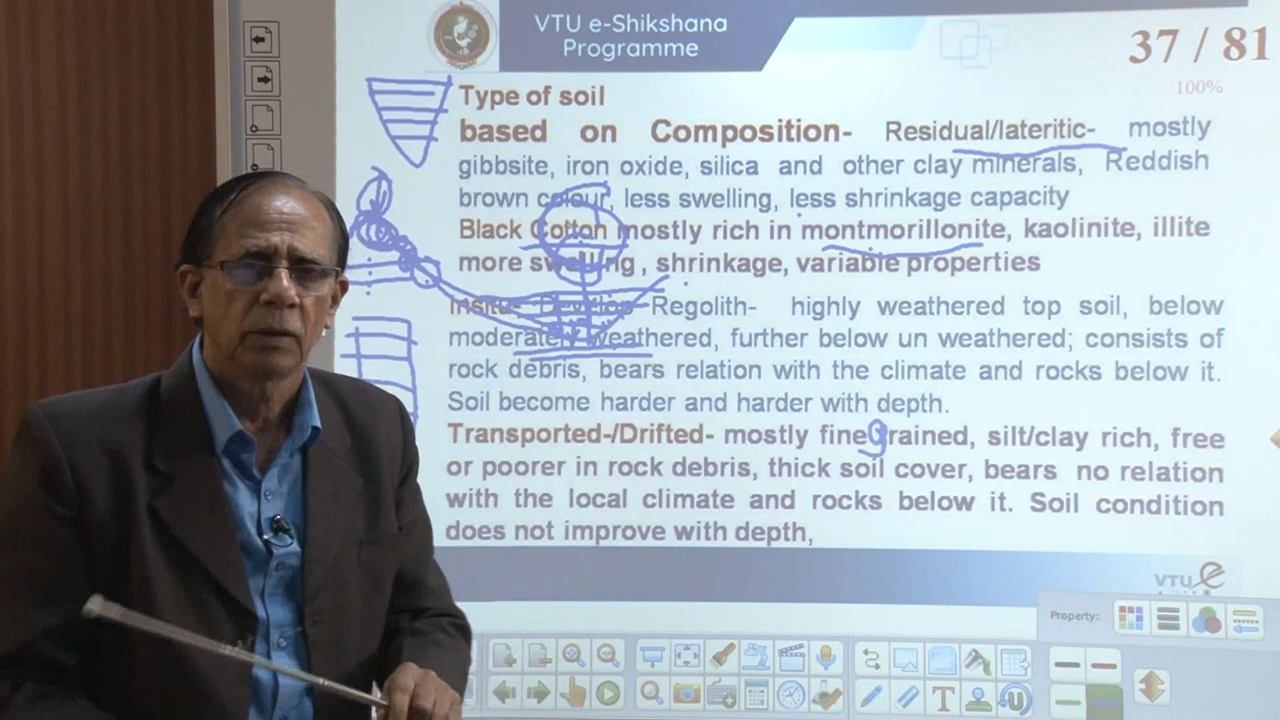 VTU e-Shikshana
Programme
37 / 81
100%
Type of soil
based on Composition- Residual/lateritic- mostly
gibbsite, iron oxide, silica and other clay minerals, Reddish
brown colour, less swelling, less shrinkage capacity
Black Cotton mostly rich in montmorillonite, kaolinite, illite
more swelling , shrinkage, variable properties
Insitu- Develop Regolith- highly weathered top soil, below
moderately weathered, further below un weathered; consists of
rock debris, bears relation with the climate and rocks below it.
Soil become harder and harder with depth.
Transported-/Drifted- mostly fine grained, silt/clay rich, free
or poorer in rock debris, thick soil cover, bears no relation
with the local climate and rocks below it. Soil condition
does not improve with depth,
VTU e
Property: